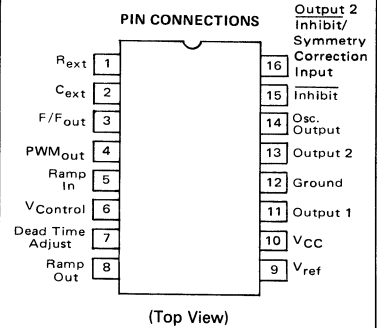 PIN CONNECTIONS
Output 2
Inhibit/
Symmetry
Correction
Input
Rext 1
Cext 2
F/Fout 3
PWMout 4
Ramp
In 5
VControl 6
Dead Time
Adjust 7
Ramp
Out 8
16
15 Inhibit
14 Osc.
Output
13 Output 2
12 Ground
11 Output 1
10 VCC
9 Vref
(Top View)